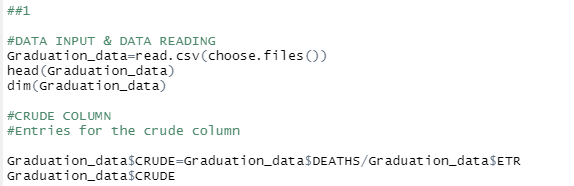 ##1
#DATA INPUT & DATA READING
Graduation_data=read.csv(choose.files())
head(Graduation_data)
dim(Graduation_data)
#CRUDE COLUMN
#Entries for the crude column
Graduation_data$CRUDE=Graduation_data$DEATHS/Graduation_data$ETR
Graduation_data$CRUDE